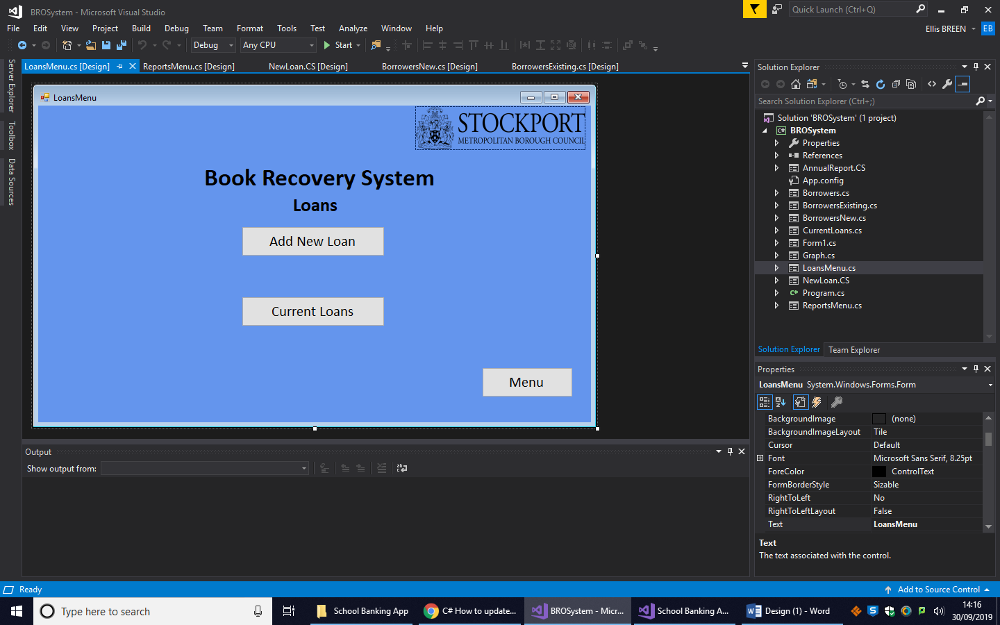 BROSystem - Microsoft Visual Studio
Quick Launch (Ctrl+Q)
File Edit View Project Build Debug Team Format Tools Test Analyze Window Help
Ellis BREEN EB
Debug Any CPU Start
Server Explorer
Toolbox
Data Sources
LoansMenu.cs [Design] ReportsMenu.cs [Design] NewLoan.CS [Design] BorrowersNew.cs [Design] BorrowersExisting.cs [Design]
LoansMenu
STOCKPORT
METROPOLITAN BOROUGH COUNCIL
Book Recovery System
Loans
Add New Loan
Current Loans
Menu
Output
Show output from:
Solution Explorer
Search Solution Explorer (Ctrl+;)
Solution 'BROSystem' (1 project)
C# BROSystem
Properties
References
AnnualReport.CS
App.config
Borrowers.cs
BorrowersExisting.cs
BorrowersNew.cs
CurrentLoans.cs
Form1.cs
Graph.cs
LoansMenu.cs
NewLoan.CS
C# Program.cs
ReportsMenu.cs
Solution Explorer Team Explorer
Properties
LoansMenu System.Windows.Forms.Form
BackgroundImage (none)
BackgroundImageLayout Tile
Cursor Default
Font Microsoft Sans Serif, 8.25pt
ForeColor ControlText
FormBorderStyle Sizable
RightToLeft No
RightToLeftLayout False
Text LoansMenu
Text
The text associated with the control.
Ready
Add to Source Control
Type here to search
School Banking App
C# How to update...
BROSystem - Micr...
School Banking A...
Design (1) - Word
14:16
30/09/2019